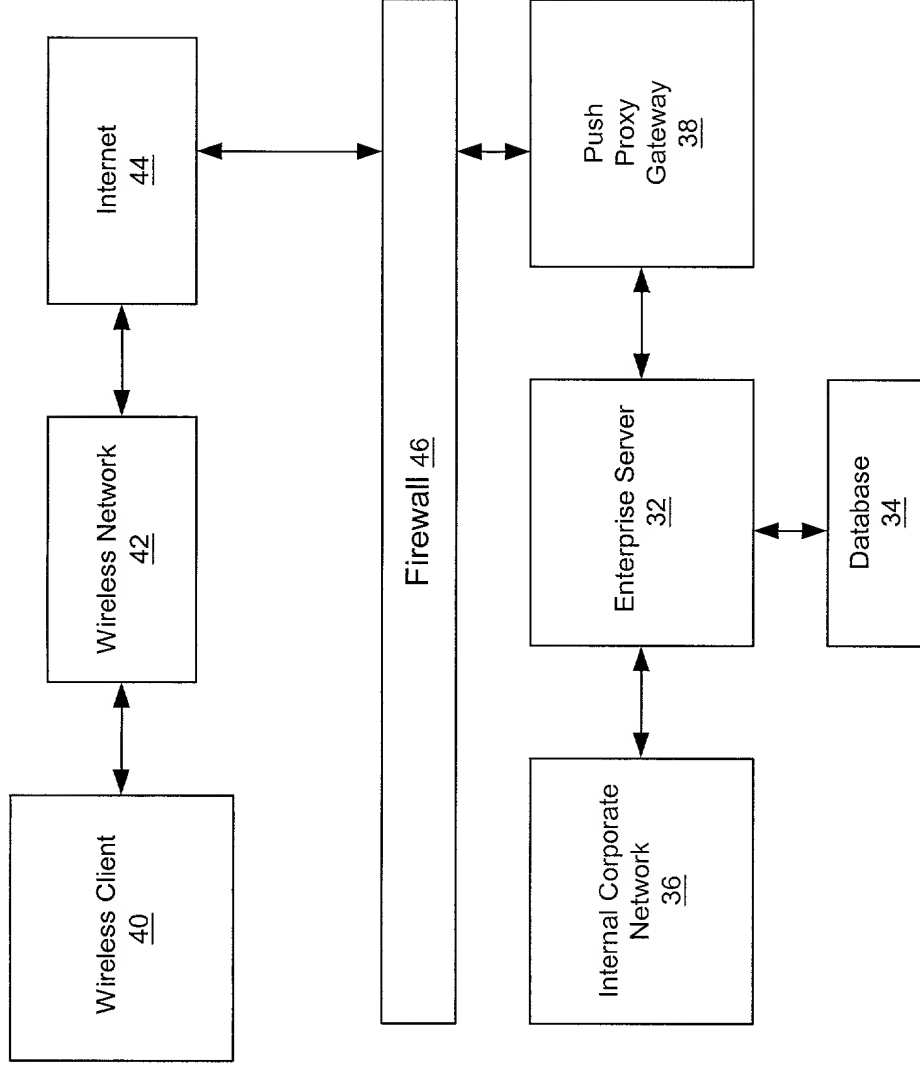 Wireless Client
40
Wireless Network
42
Internet
44
Firewall 46
Internal Corporate
Network
36
Enterprise Server
32
Push
Proxy
Gateway
38
Database
34